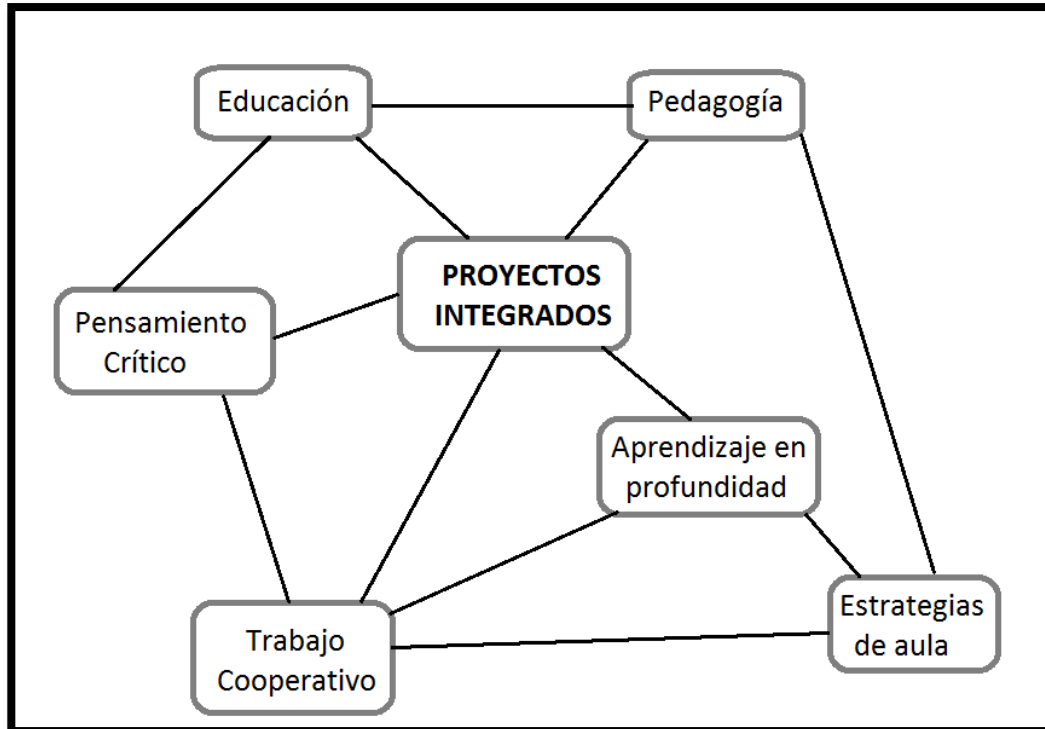 Educación
Pedagogía
PROYECTOS
INTEGRADOS
Pensamiento
Crítico
Aprendizaje en
profundidad
Estrategias
de aula
Trabajo
Cooperativo